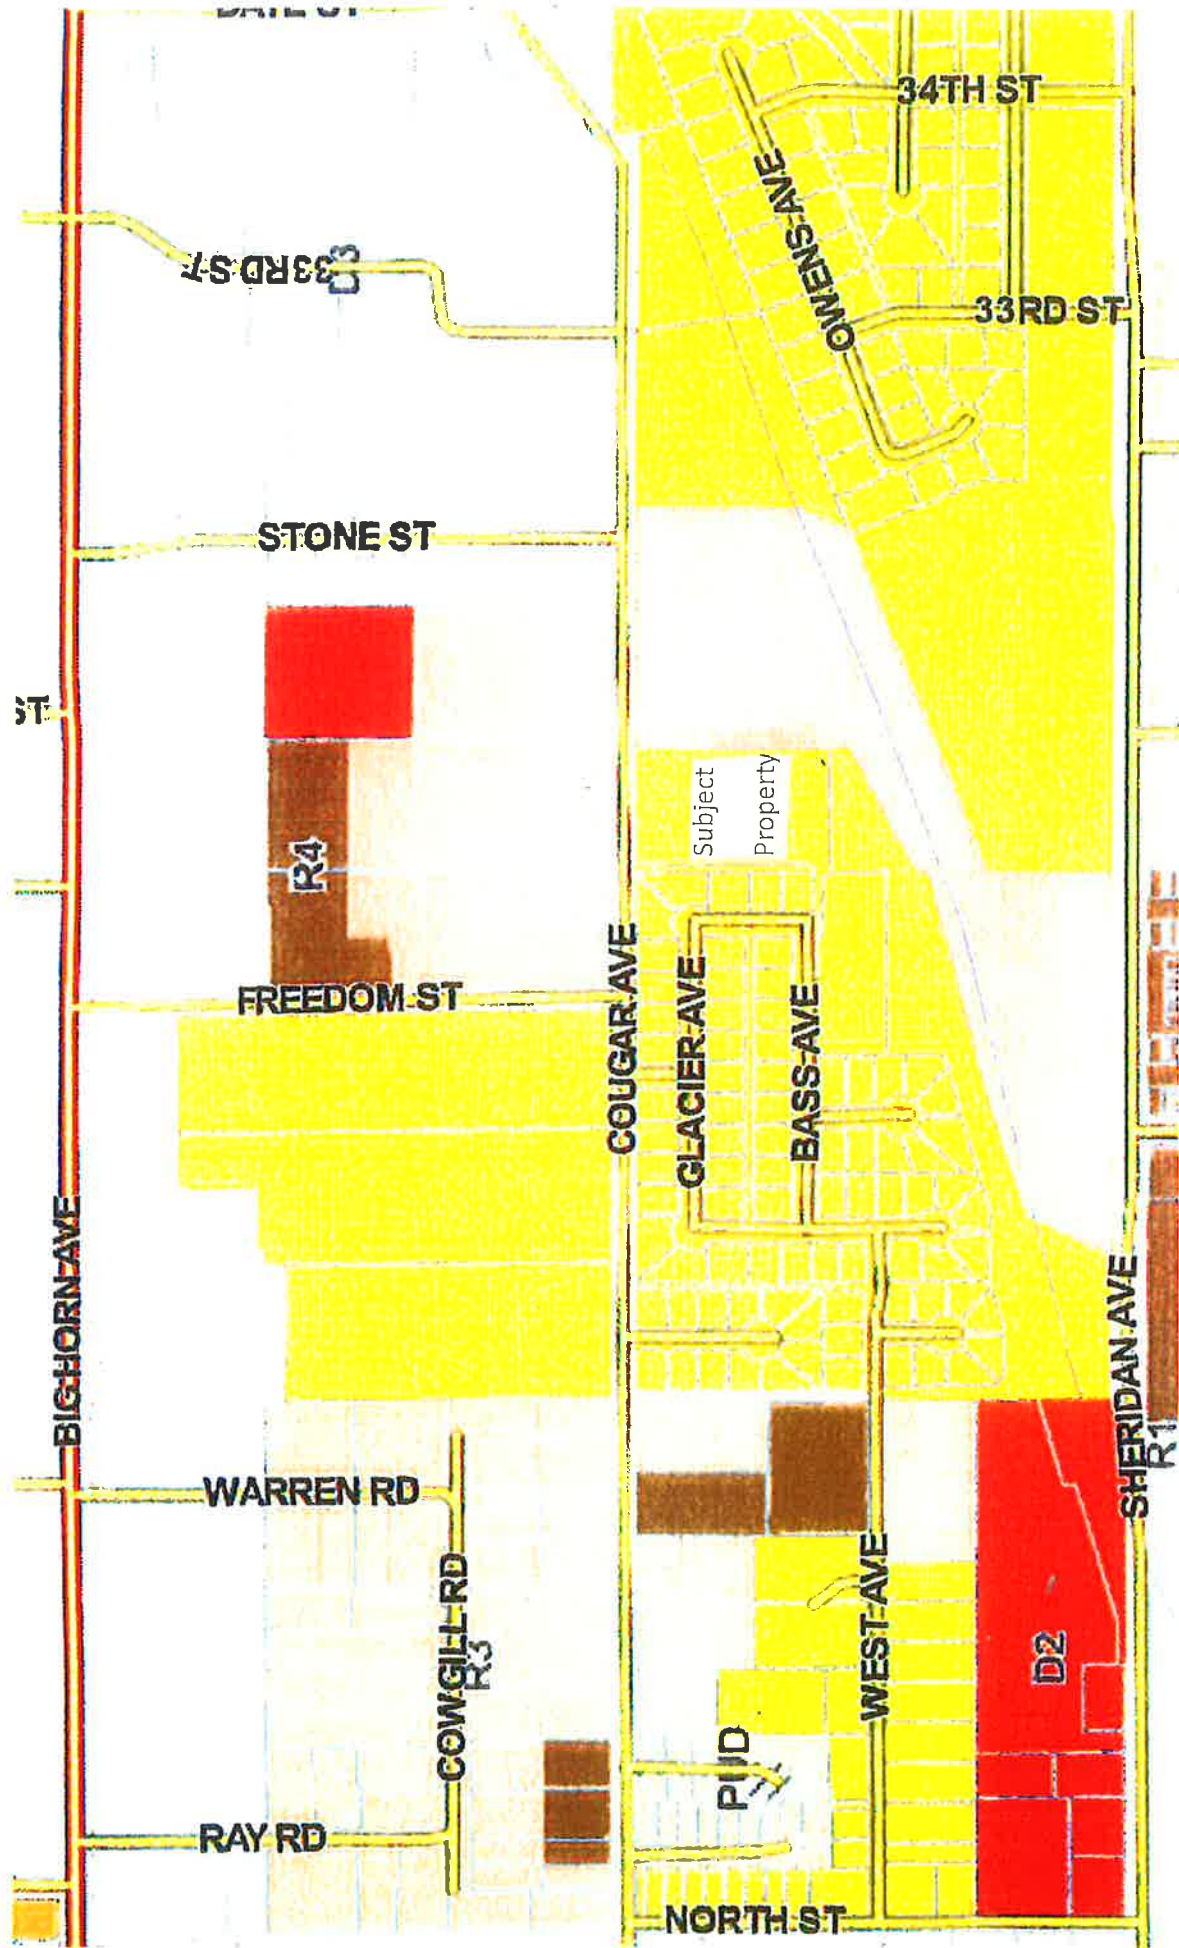 34TH ST
OWENS-AVE
33RD ST
33RD ST
STONE ST
ST
Subject
Property
R4
FREEDOM ST
COUGAR AVE
GLACIER AVE
BASS-AVE
BIGHORN AVE
SHERIDAN AVE
R1
WARREN RD
COWGILL RD
R3
WEST AVE
D2
PUD
RAY RD
NORTH ST